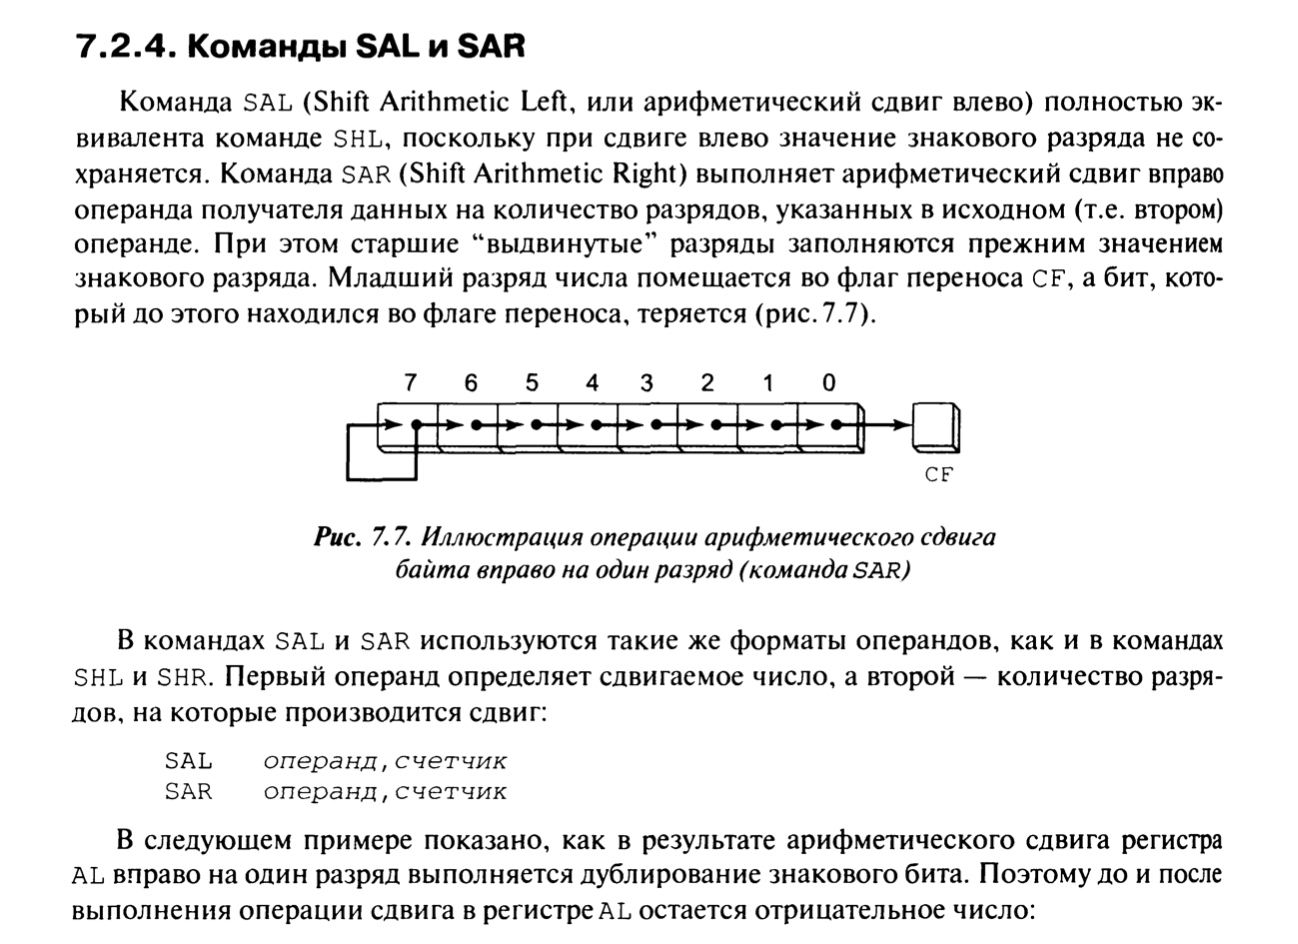 7.2.4. Команды SAL и SAR
Команда SAL (Shift Arithmetic Left, или арифметический сдвиг влево) полностью эк-
вивалента команде SHL, поскольку при сдвиге влево значение знакового разряда не со-
храняется. Команда SAR (Shift Arithmetic Right) выполняет арифметический сдвиг вправо
операнда получателя данных на количество разрядов, указанных в исходном (т.е. втором)
операнде. При этом старшие “выдвинутые” разряды заполняются прежним значением
знакового разряда. Младший разряд числа помещается во флаг переноса CF, а бит, кото-
рый до этого находился во флаге переноса, теряется (рис. 7.7).
7 6 5 4 3 2 1 0
CF
Рис. 7.7. Иллюстрация операции арифметического сдвига
байта вправо на один разряд (команда SAR)
В командах SAL и SAR используются такие же форматы операндов, как и в командах
SHL и SHR. Первый операнд определяет сдвигаемое число, а второй — количество разря-
дов, на которые производится сдвиг:
SAL операнд,счетчик
SAR операнд,счетчик
В следующем примере показано, как в результате арифметического сдвига регистра
AL вправо на один разряд выполняется дублирование знакового бита. Поэтому до и после
выполнения операции сдвига в регистре AL остается отрицательное число: